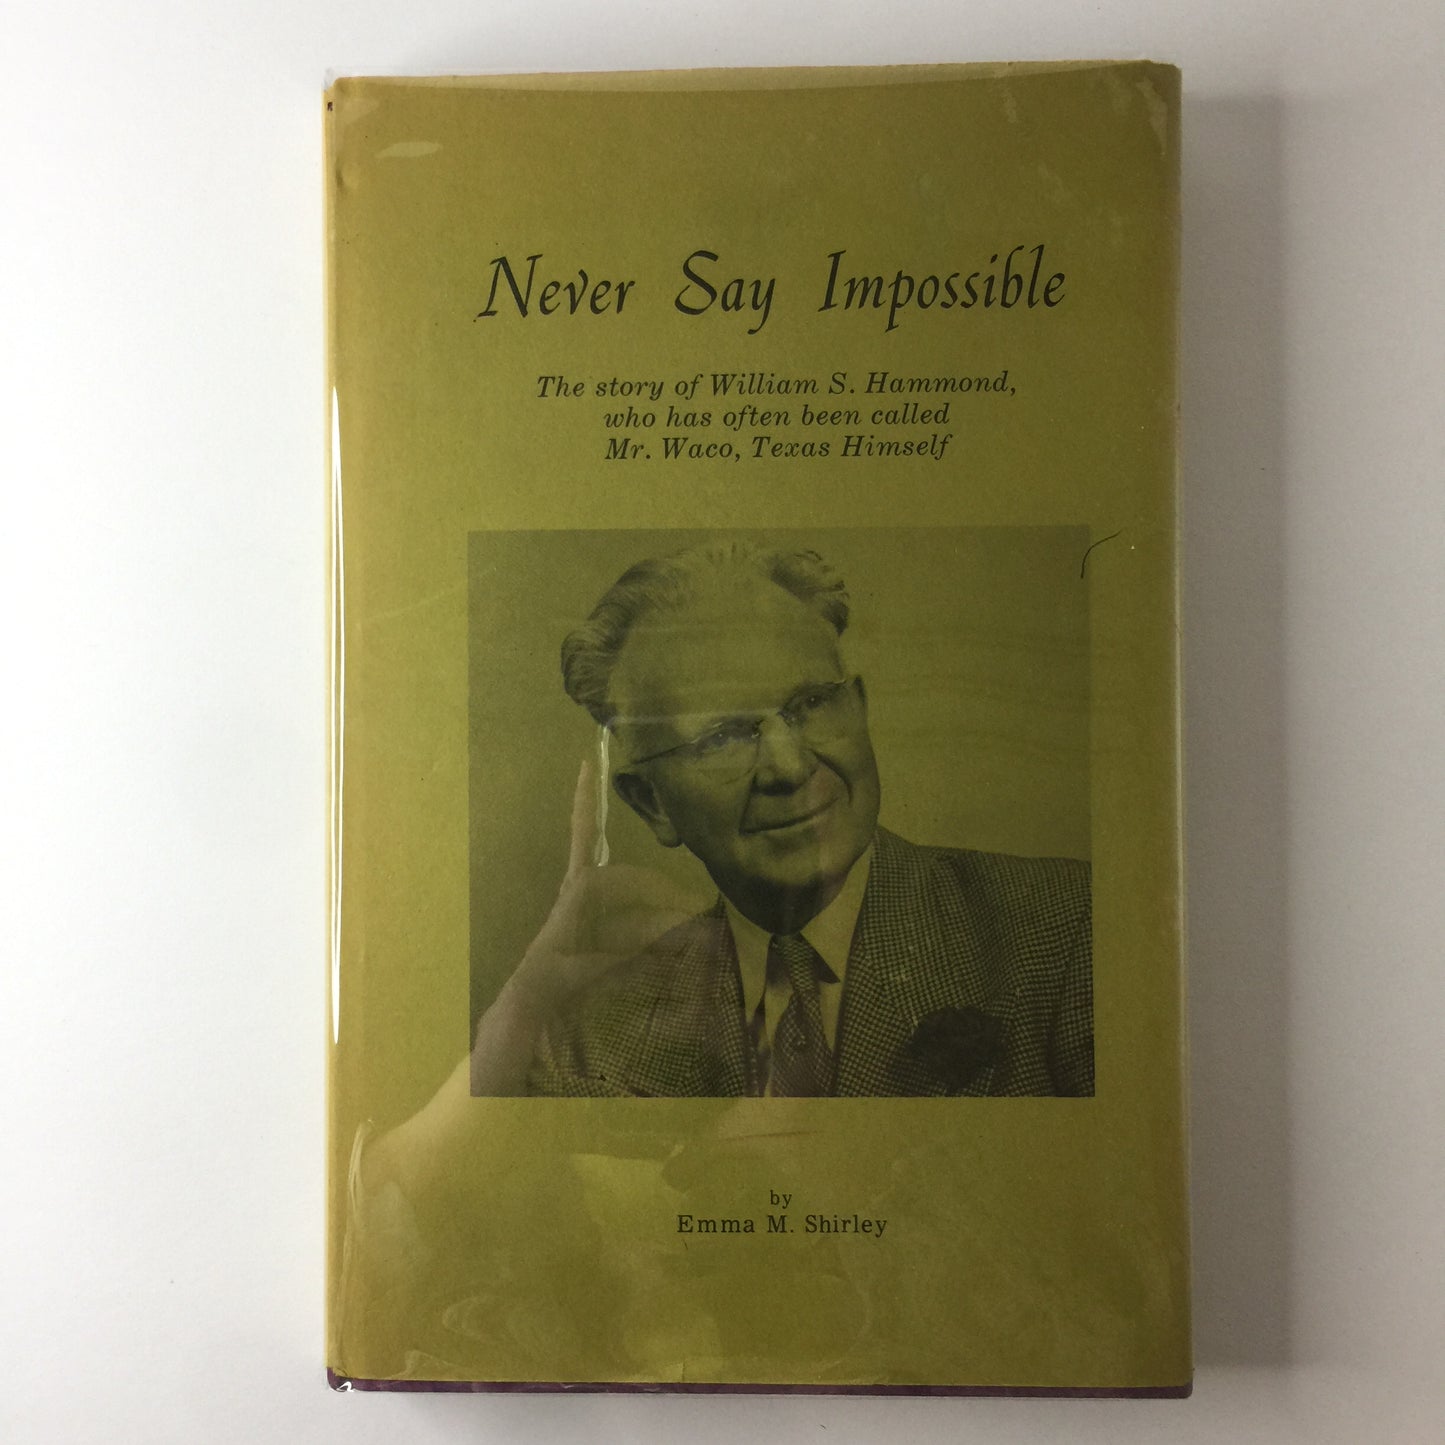 Never Say Impossible
The story of William S. Hammond,
who has often been called
Mr. Waco, Texas Himself
by
Emma M. Shirley